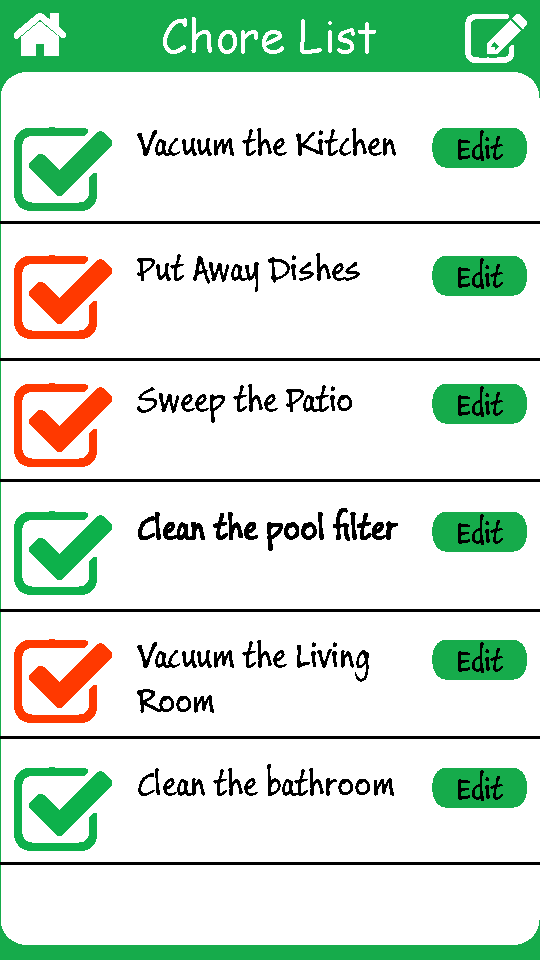 Chore List
Vacuum the Kitchen
Edit
Put Away Dishes
Edit
Sweep the Patio
Edit
Clean the pool filter
Edit
Vacuum the Living
Room
Edit
Clean the bathroom
Edit